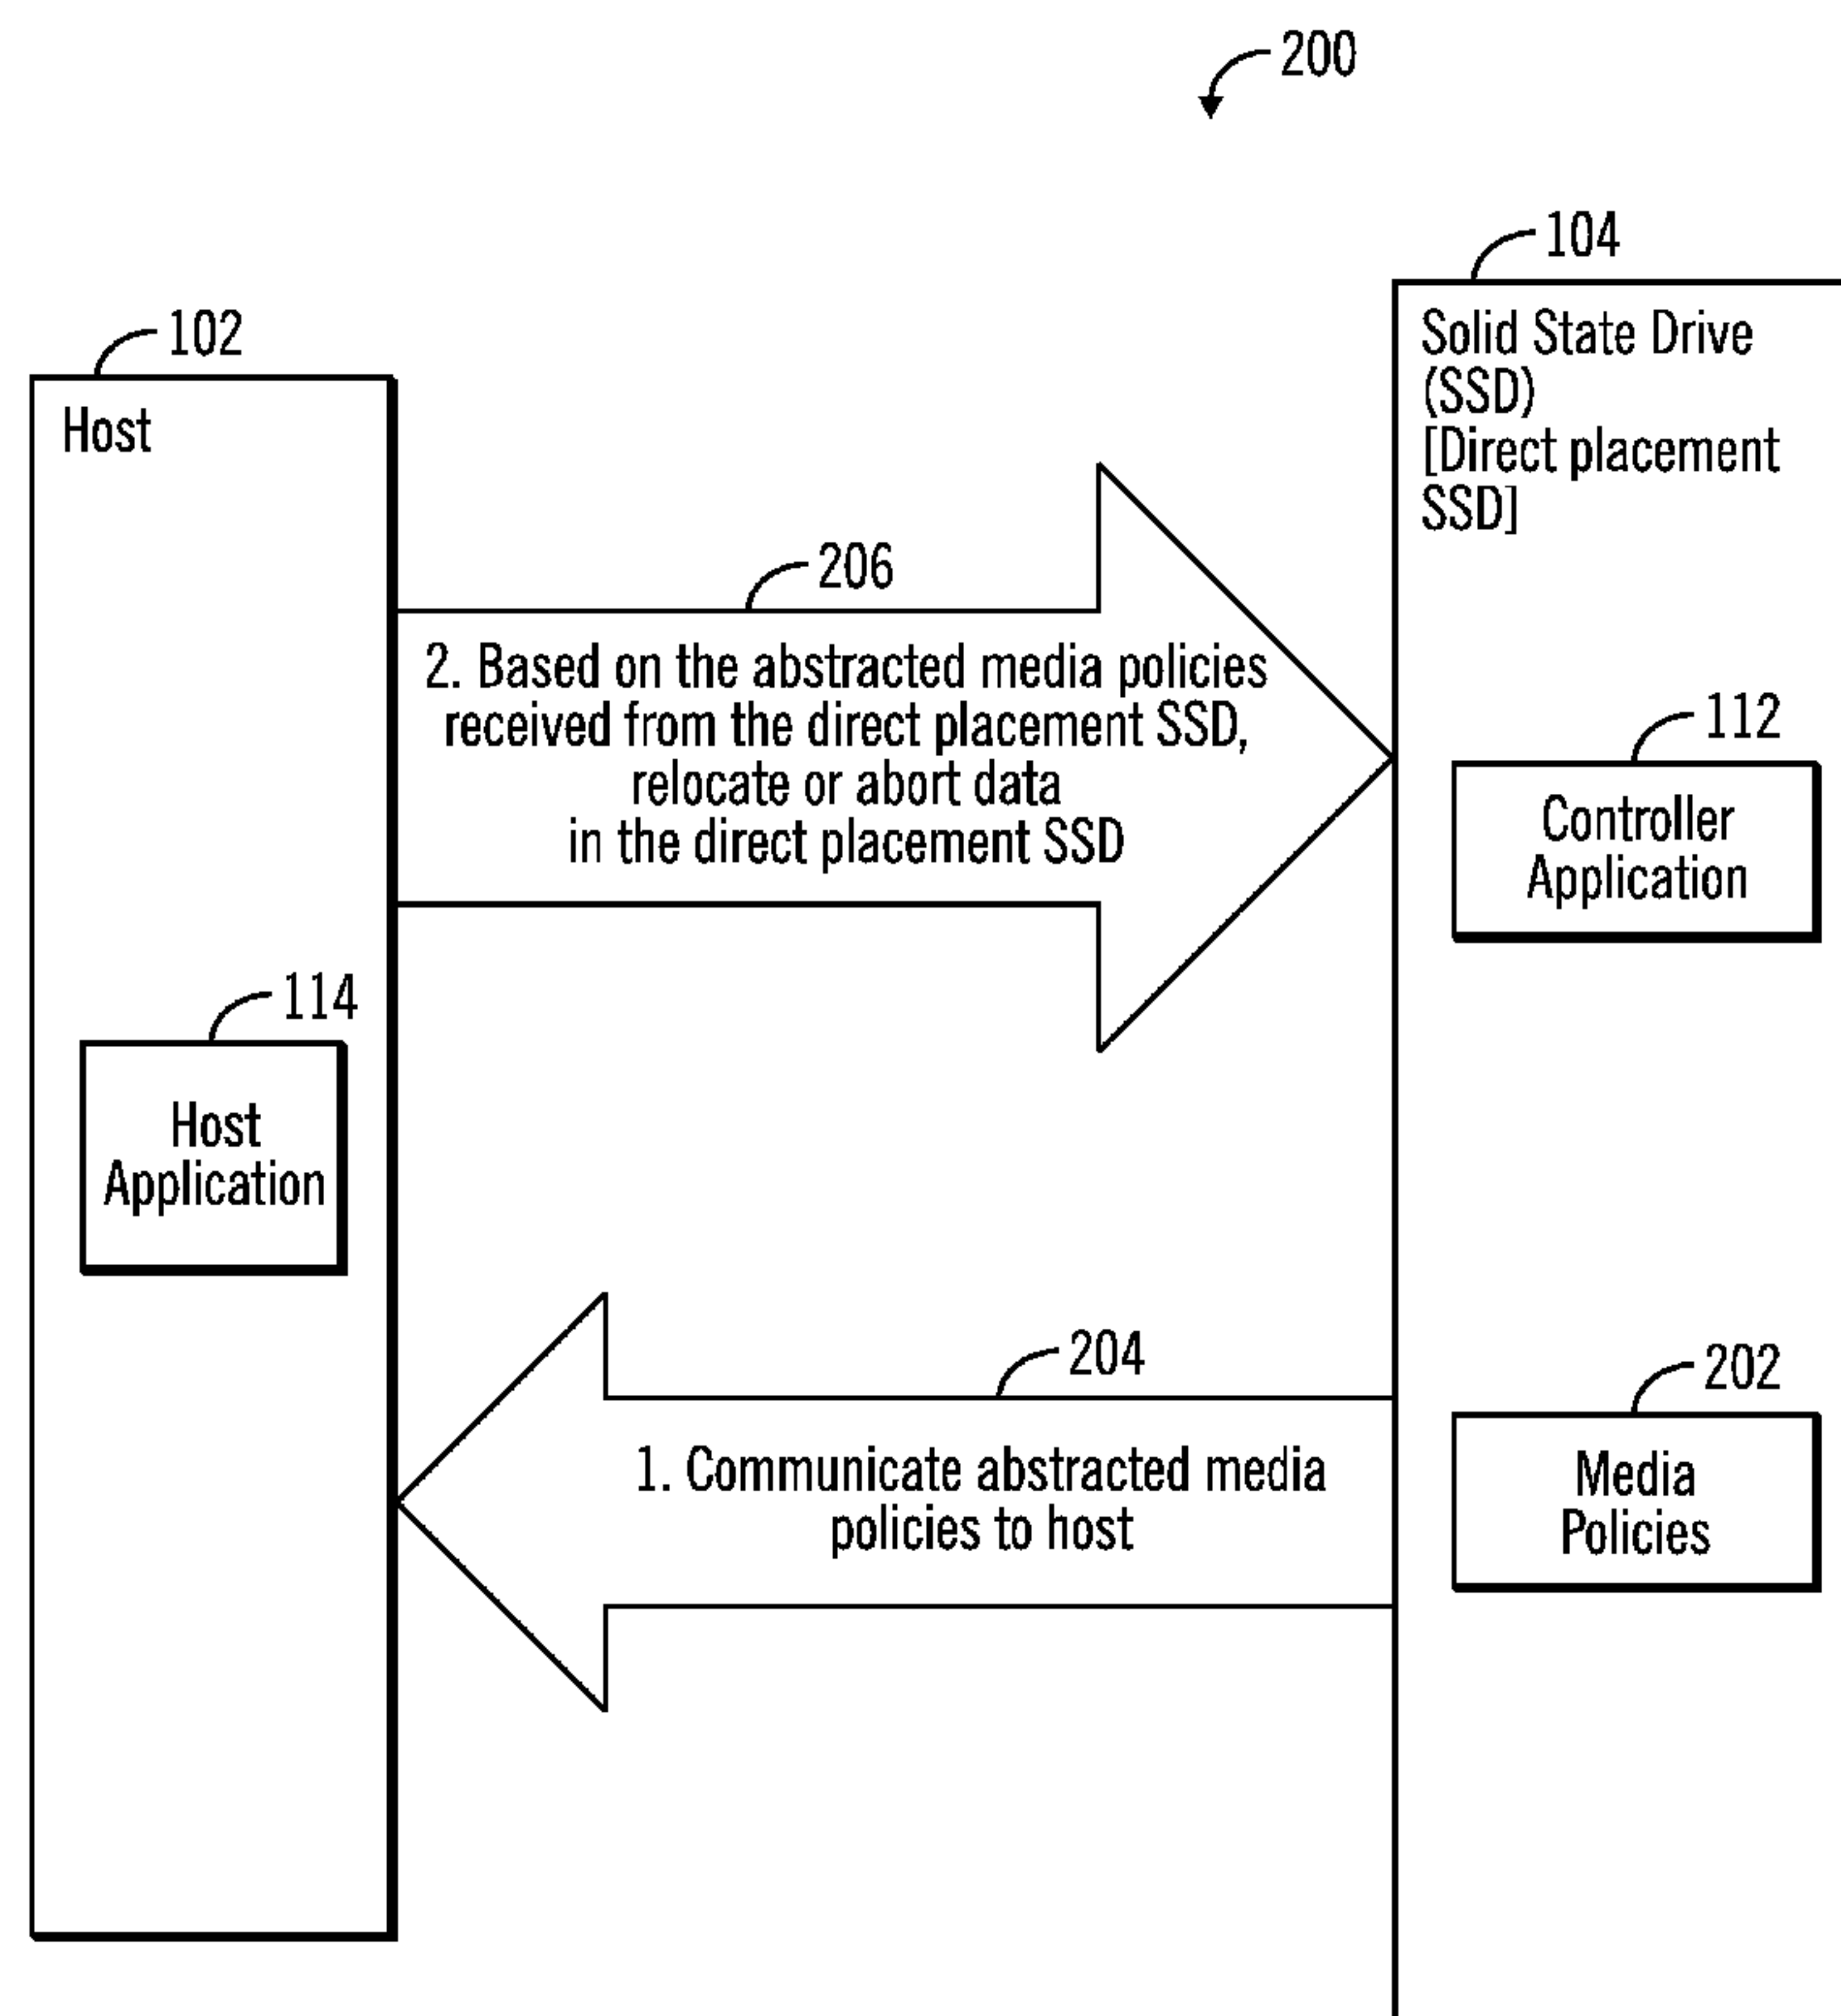 200
104
Solid State Drive
(SSD)
[Direct placement
SSD]
102
Host
206
2. Based on the abstracted media policies
received from the direct placement SSD,
relocate or abort data
in the direct placement SSD
112
Controller
Application
114
Host
Application
204
1. Communicate abstracted media
policies to host
202
Media
Policies